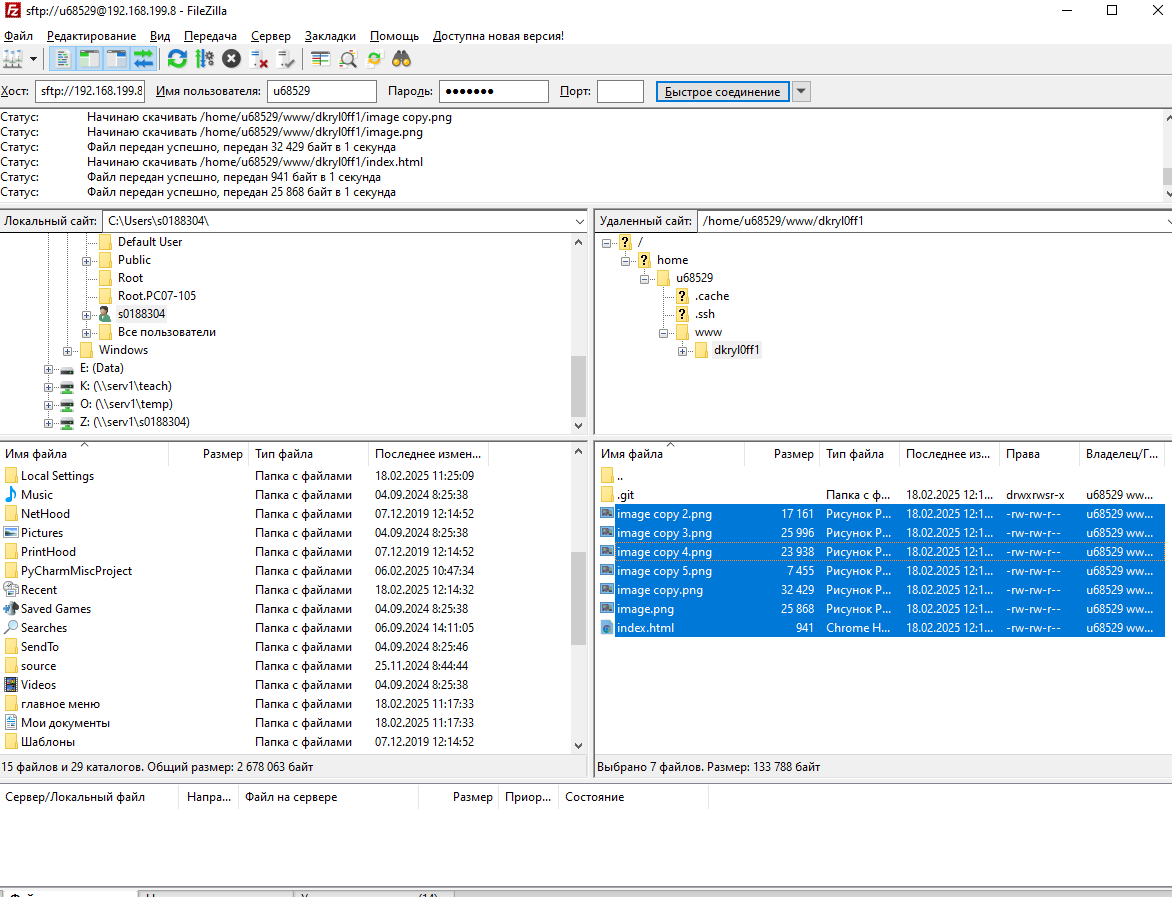 sftp://u68529@192.168.199.8 - FileZilla
Файл Редактирование Вид Передача Сервер Закладки Помощь Доступна новая версия!
Хост: sftp://192.168.199.8 Имя пользователя: u68529 Пароль: ●●●●●●● Порт: Быстрое соединение
Статус: Начинаю скачивать /home/u68529/www/dkryl0ff1/image copy.png
Статус: Начинаю скачивать /home/u68529/www/dkryl0ff1/image.png
Статус: Файл передан успешно, передан 32 429 байт в 1 секунда
Статус: Начинаю скачивать /home/u68529/www/dkryl0ff1/index.html
Статус: Файл передан успешно, передан 941 байт в 1 секунда
Статус: Файл передан успешно, передан 25 868 байт в 1 секунда
Локальный сайт: C:\Users\s0188304\
Default User
Public
Root
Root.PC07-105
s0188304
Все пользователи
Windows
E: (Data)
K: (\\serv1\teach)
O: (\\serv1\temp)
Z: (\\serv1\s0188304)
Удаленный сайт: /home/u68529/www/dkryl0ff1
/
home
u68529
.cache
.ssh
www
dkryl0ff1
Имя файла Размер Тип файла Последнее измен...
Local Settings Папка с файлами 18.02.2025 11:25:09
Music Папка с файлами 04.09.2024 8:25:38
NetHood Папка с файлами 07.12.2019 12:14:52
Pictures Папка с файлами 04.09.2024 8:25:38
PrintHood Папка с файлами 07.12.2019 12:14:52
PyCharmMiscProject Папка с файлами 06.02.2025 10:47:34
Recent Папка с файлами 18.02.2025 12:14:32
Saved Games Папка с файлами 04.09.2024 8:25:38
Searches Папка с файлами 06.09.2024 14:11:05
SendTo Папка с файлами 04.09.2024 8:25:46
source Папка с файлами 25.11.2024 8:44:44
Videos Папка с файлами 04.09.2024 8:25:38
главное меню Папка с файлами 18.02.2025 11:17:33
Мои документы Папка с файлами 18.02.2025 11:17:33
Шаблоны Папка с файлами 07.12.2019 12:14:52
15 файлов и 29 каталогов. Общий размер: 2 678 063 байт
Имя файла Размер Тип файла Последнее из... Права Владелец/Г...
..
.git Папка с ф... 18.02.2025 12:1... drwxrwsr-x u68529 ww...
image copy 2.png 17 161 Рисунок P... 18.02.2025 12:1... -rw-rw-r-- u68529 ww...
image copy 3.png 25 996 Рисунок P... 18.02.2025 12:1... -rw-rw-r-- u68529 ww...
image copy 4.png 23 938 Рисунок P... 18.02.2025 12:1... -rw-rw-r-- u68529 ww...
image copy 5.png 7 455 Рисунок P... 18.02.2025 12:1... -rw-rw-r-- u68529 ww...
image copy.png 32 429 Рисунок P... 18.02.2025 12:1... -rw-rw-r-- u68529 ww...
image.png 25 868 Рисунок P... 18.02.2025 12:1... -rw-rw-r-- u68529 ww...
index.html 941 Chrome H... 18.02.2025 12:1... -rw-rw-r-- u68529 ww...
Выбрано 7 файлов. Размер: 133 788 байт
Сервер/Локальный файл Напра... Файл на сервере Размер Приор... Состояние